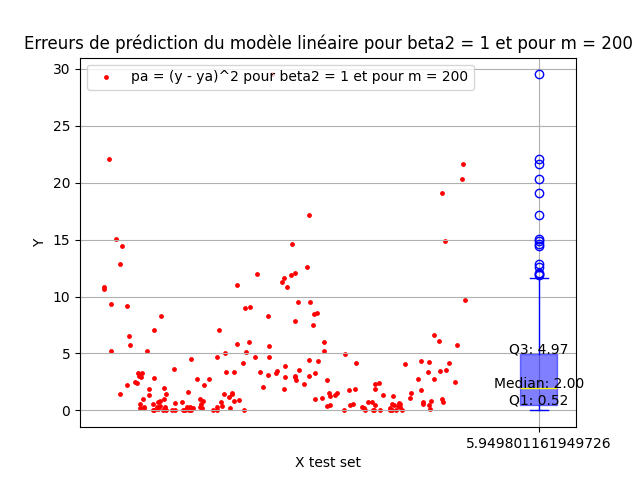 Erreurs de prédiction du modèle linéaire pour beta2 = 1 et pour m = 200
pa = (y - ya)^2 pour beta2 = 1 et pour m = 200
30
25
20
15
10
5
0
Y
Q3: 4.97
Median: 2.00
Q1: 0.52
5.949801161949726
X test set